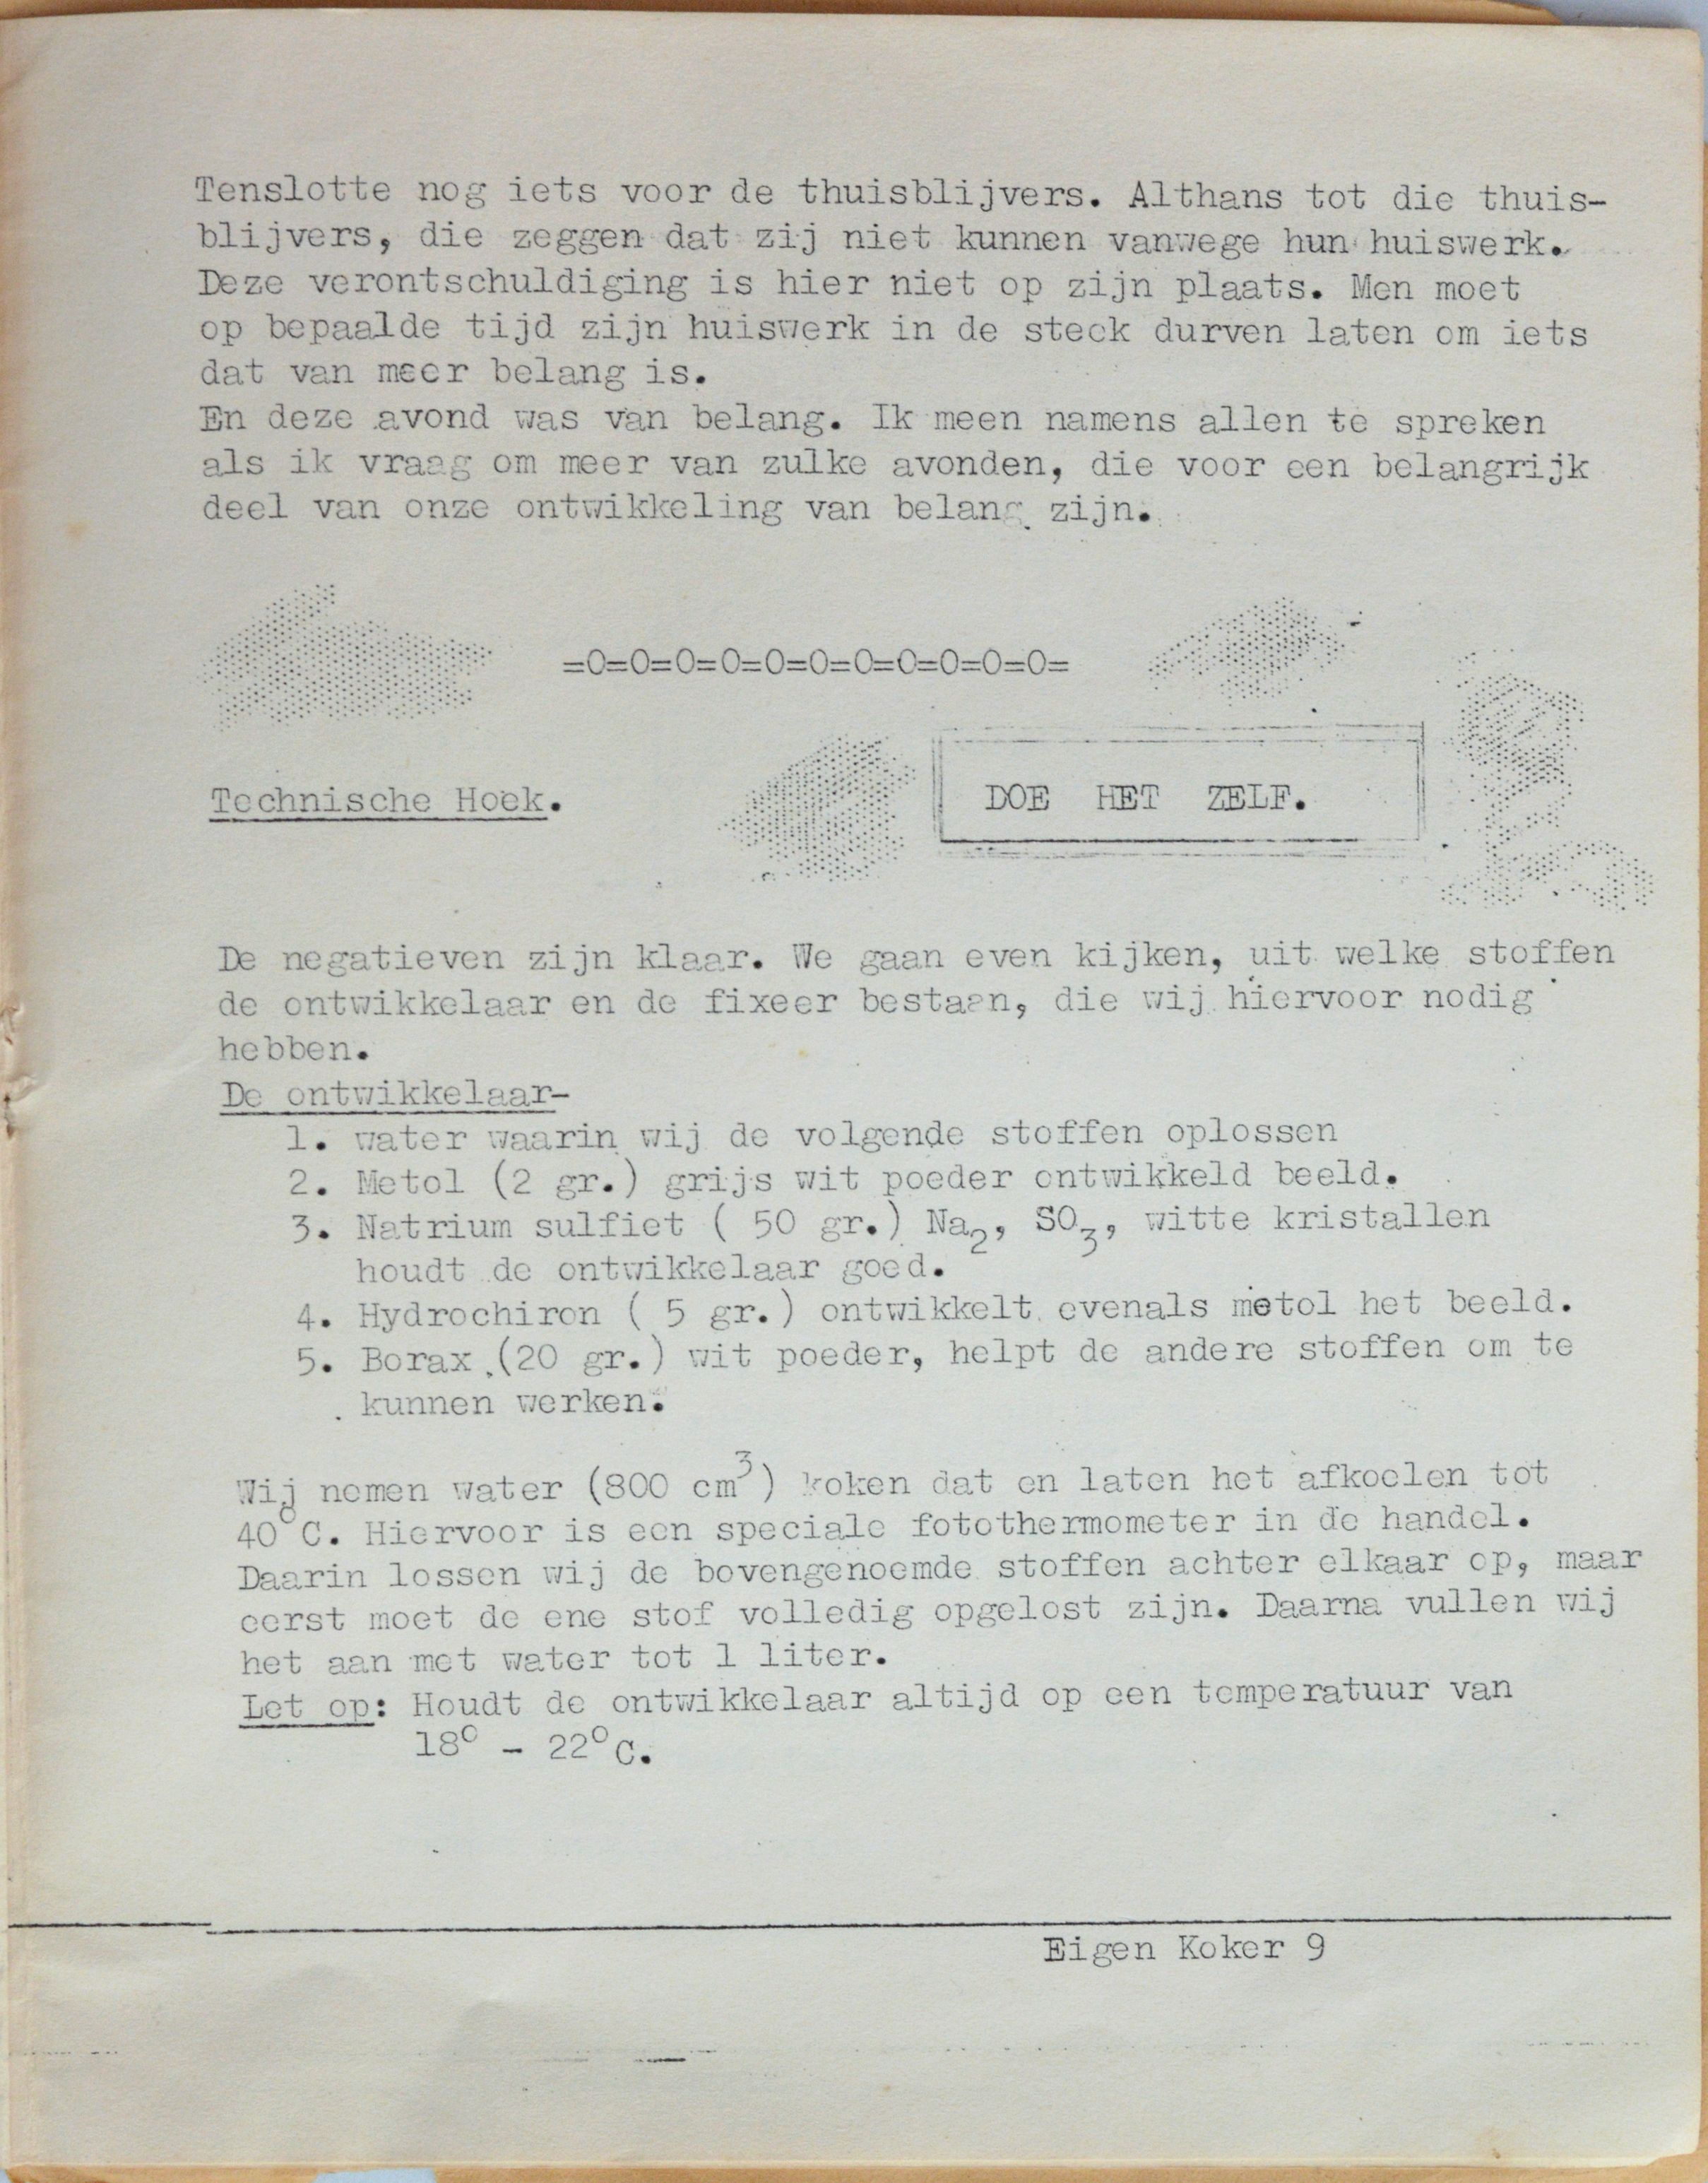 Tenslotte nog iets voor de thuisblijvers. Althans tot die thuis-
blijvers, die zeggen dat zij niet kunnen vanwege hun huiswerk.
Deze verontschuldiging is hier niet op zijn plaats. Men moet
op bepaalde tijd zijn huiswerk in de steek durven laten om iets
dat van meer belang is.
En deze avond was van belang. Ik meen namens allen te spreken
als ik vraag om meer van zulke avonden, die voor een belangrijk
deel van onze ontwikkeling van belang zijn.
=O=O=O=O=O=O=O=O=O=O=O=
Technische Hoek.
DOE HET ZELF.
De negatieven zijn klaar. We gaan even kijken, uit welke stoffen
de ontwikkelaar en de fixeer bestaan, die wij hiervoor nodig
hebben.
De ontwikkelaar-
1. water waarin wij de volgende stoffen oplossen
2. Metol (2 gr.) grijs wit poeder ontwikkeld beeld.
3. Natrium sulfiet ( 50 gr.) Na₂, SO₃, witte kristallen
houdt de ontwikkelaar goed.
4. Hydrochiron ( 5 gr.) ontwikkelt evenals metol het beeld.
5. Borax (20 gr.) wit poeder, helpt de andere stoffen om te
kunnen werken.
Wij nemen water (800 cm³) koken dat en laten het afkoelen tot
40°C. Hiervoor is een speciale fotothermometer in de handel.
Daarin lossen wij de bovengenoemde stoffen achter elkaar op, maar
eerst moet de ene stof volledig opgelost zijn. Daarna vullen wij
het aan met water tot 1 liter.
Let op: Houdt de ontwikkelaar altijd op een temperatuur van
18° - 22°C.
Eigen Koker 9